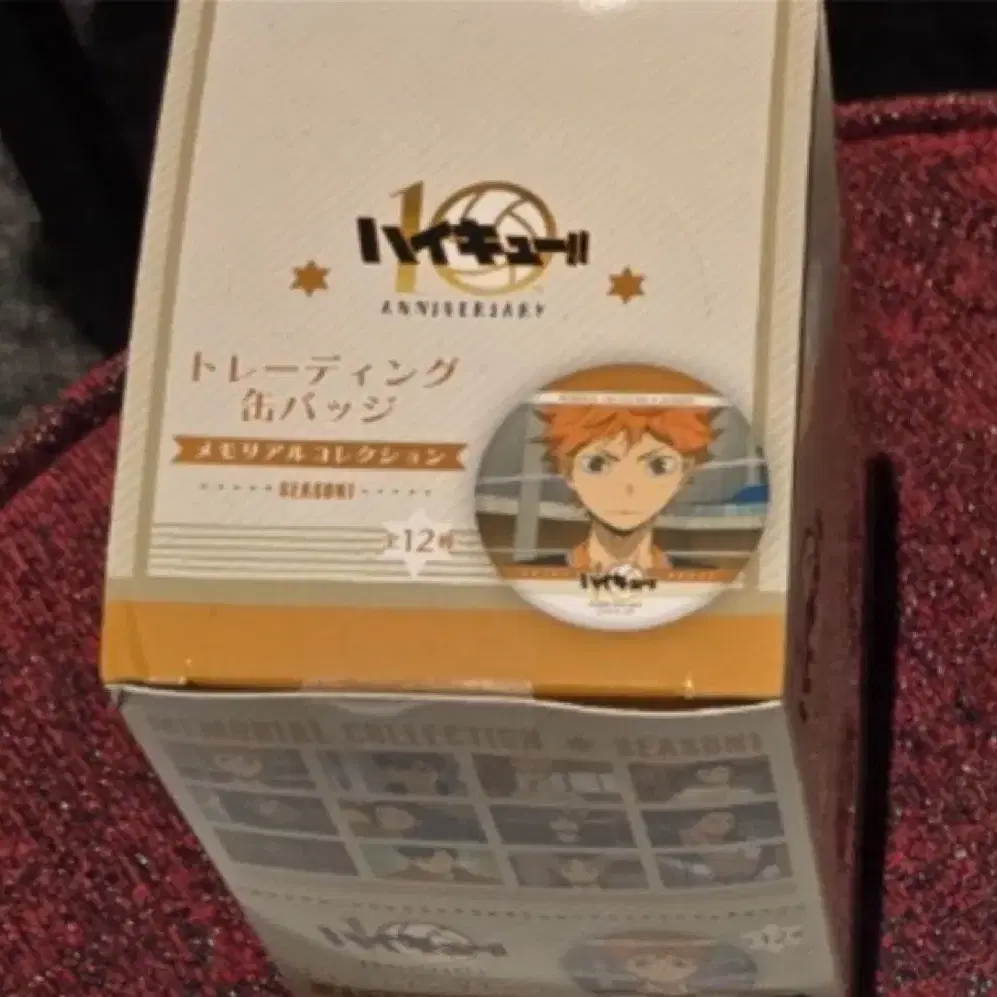 10
ハイキュー!!
ANNIVERSARY
トレーディング
缶バッジ
メモリアルコレクション
SEASON1
全12種
ハイキュー!!
MEMORIAL COLLECTION SEASON1
ハイキュー!!
ANNIVERSARY